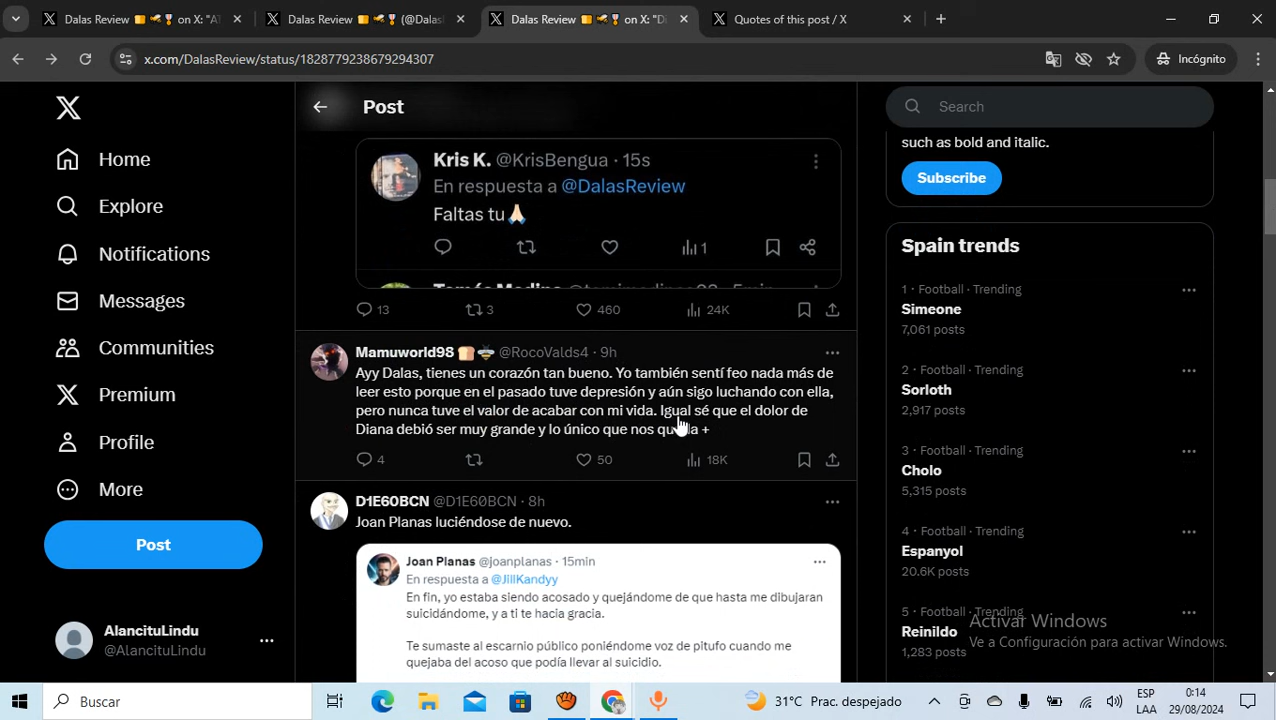 Dalas Review on X: "A
Dalas Review (@Dalas
Dalas Review on X: "D
Quotes of this post / X
x.com/DalasReview/status/1828779238679294307
Incógnito
Home
Explore
Notifications
Messages
Communities
Premium
Profile
More
Post
AlancituLindu
@AlancituLindu
Post
Kris K. @KrisBengua · 15s
En respuesta a @DalasReview
Faltas tu🙏🏻
1
13
3
460
24K
Mamuworld98 🍞🐝 @RocoValds4 · 9h
Ayy Dalas, tienes un corazón tan bueno. Yo también sentí feo nada más de
leer esto porque en el pasado tuve depresión y aún sigo luchando con ella,
pero nunca tuve el valor de acabar con mi vida. Igual sé que el dolor de
Diana debió ser muy grande y lo único que nos queda +
4
50
18K
D1E60BCN @D1E60BCN · 8h
Joan Planas luciéndose de nuevo.
Joan Planas @joanplanas · 15min
En respuesta a @JillKandyy
En fin, yo estaba siendo acosado y quejándome de que hasta me dibujaran
suicidándome, y a ti te hacía gracia.
Te sumaste al escarnio público poniéndome voz de pitufo cuando me
quejaba del acoso que podía llevar al suicidio.
Search
such as bold and italic.
Subscribe
Spain trends
1 · Football · Trending
Simeone
7,061 posts
2 · Football · Trending
Sorloth
2,917 posts
3 · Football · Trending
Cholo
5,315 posts
4 · Football · Trending
Espanyol
20.6K posts
5 · Football · Trending
Reinildo
1,283 posts
Activar Windows
Ve a Configuración para activar Windows.
Buscar
31°C Prac. despejado
ESP
LAA
0:14
29/08/2024